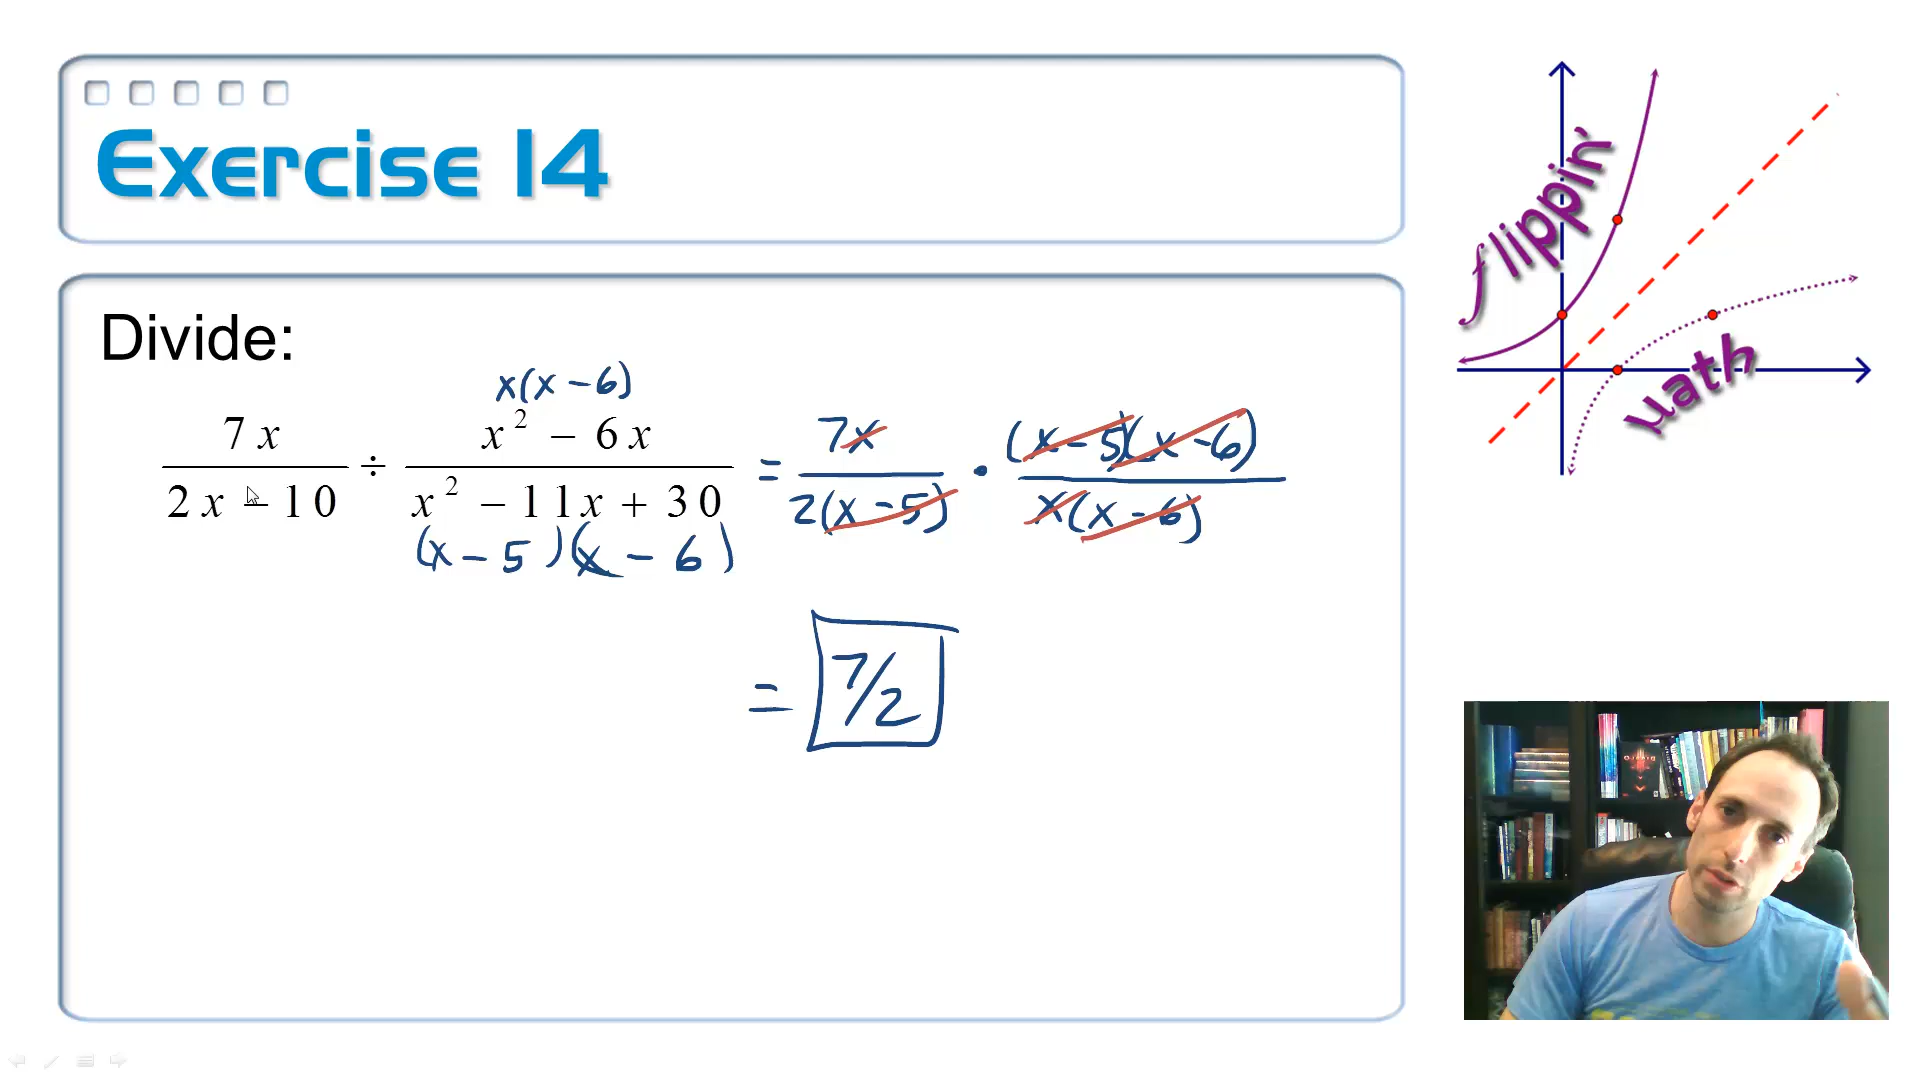 Exercise 14
Divide:
x(x - 6)
7x / (2x - 10) ÷ (x² - 6x) / (x² - 11x + 30) = 7x / 2(x - 5) • (x - 5)(x - 6) / x(x - 6)
(x - 5)(x - 6)
= 7/2
flippin'
math